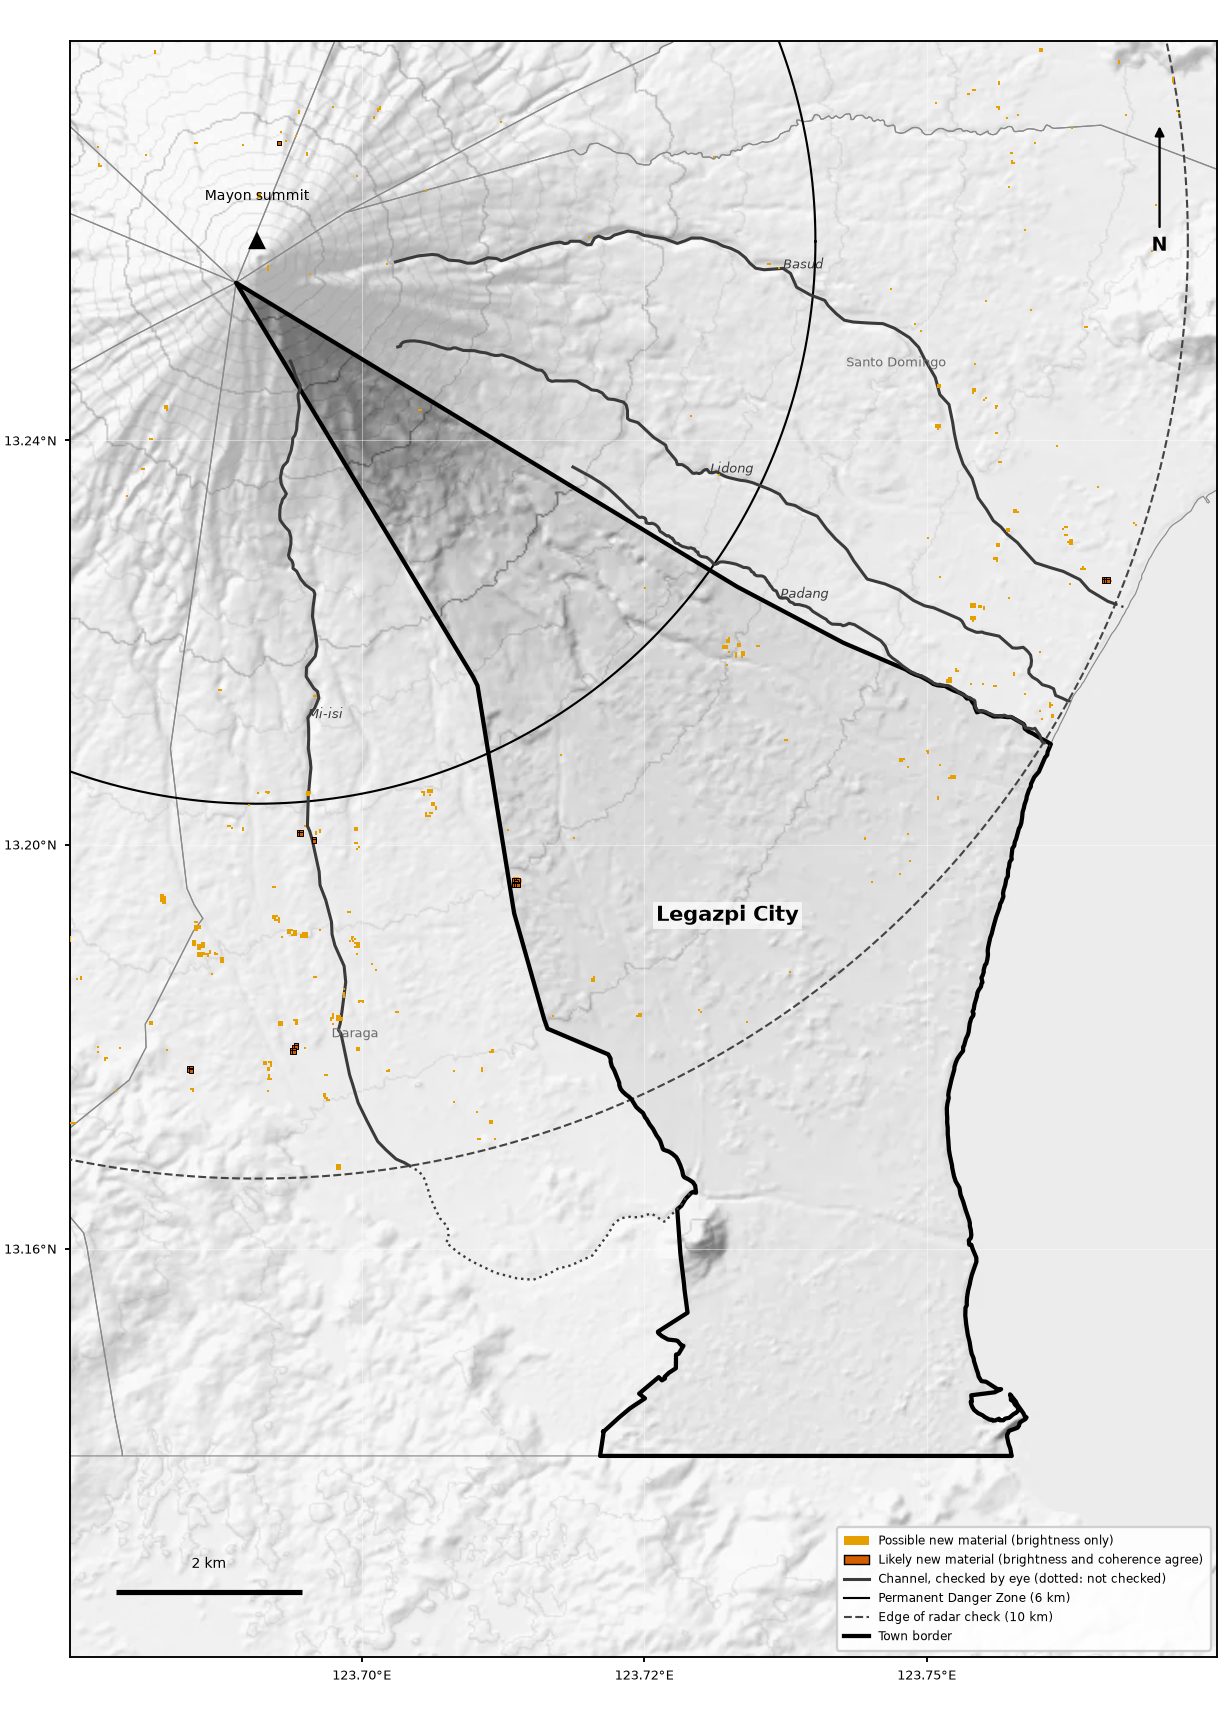 Mayon summit
N
Basud
Santo Domingo
13.24°N
Lidong
Padang
Mi-isi
13.20°N
Legazpi City
Daraga
13.16°N
2 km
Possible new material (brightness only)
Likely new material (brightness and coherence agree)
Channel, checked by eye (dotted: not checked)
Permanent Danger Zone (6 km)
Edge of radar check (10 km)
Town border
123.70°E
123.72°E
123.75°E